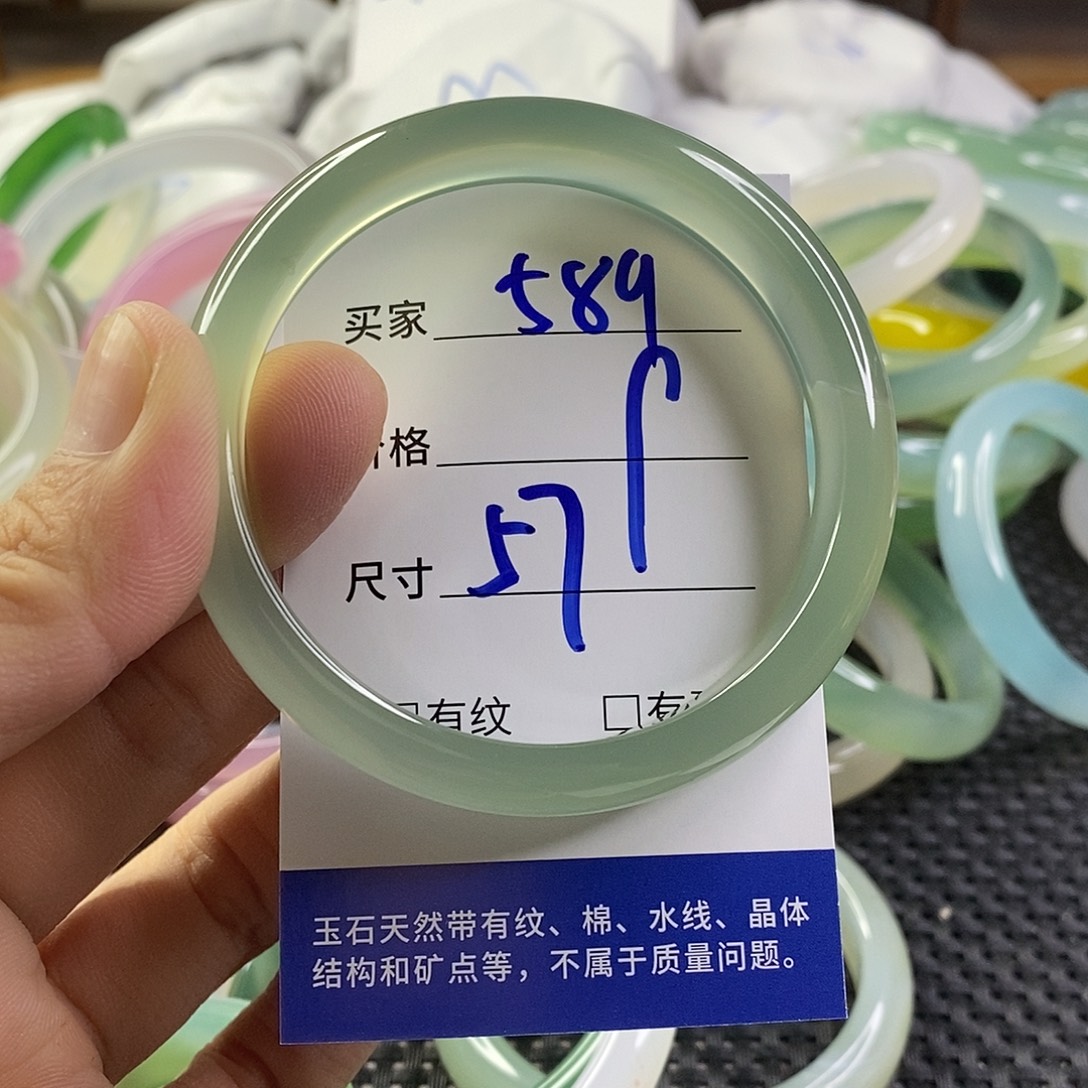 买家 589
格
尺寸 57
有纹 □有
玉石天然带有纹、棉、水线、晶体
结构和矿点等，不属于质量问题。